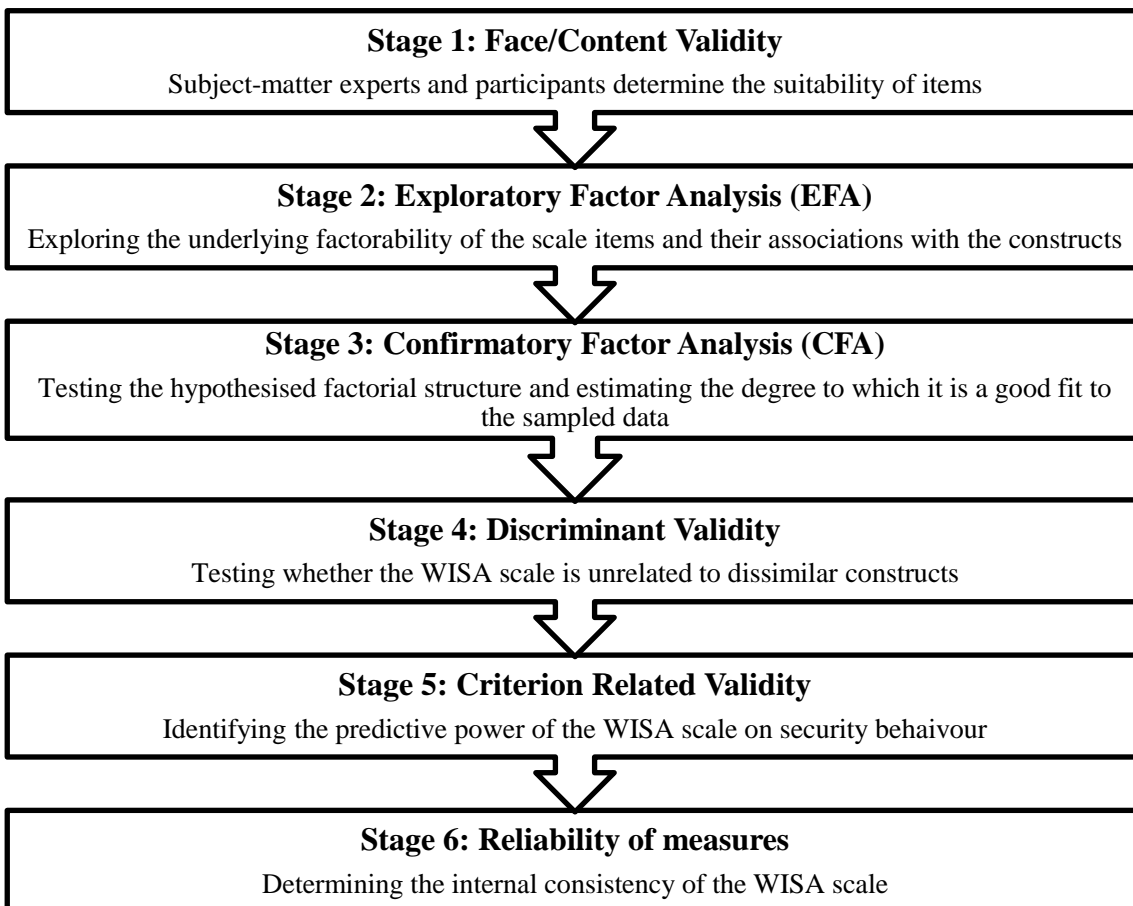 Stage 1: Face/Content Validity
Subject-matter experts and participants determine the suitability of items
Stage 2: Exploratory Factor Analysis (EFA)
Exploring the underlying factorability of the scale items and their associations with the constructs
Stage 3: Confirmatory Factor Analysis (CFA)
Testing the hypothesised factorial structure and estimating the degree to which it is a good fit to
the sampled data
Stage 4: Discriminant Validity
Testing whether the WISA scale is unrelated to dissimilar constructs
Stage 5: Criterion Related Validity
Identifying the predictive power of the WISA scale on security behaivour
Stage 6: Reliability of measures
Determining the internal consistency of the WISA scale